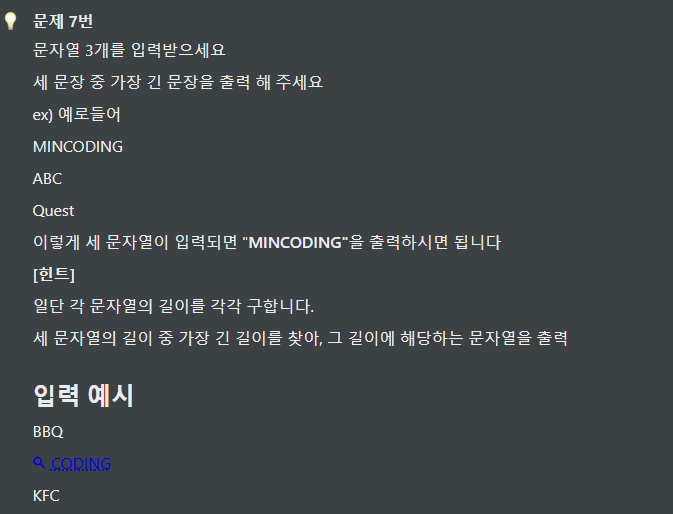 문제 7번
문자열 3개를 입력받으세요
세 문장 중 가장 긴 문장을 출력 해 주세요
ex) 예로들어
MINCODING
ABC
Quest
이렇게 세 문자열이 입력되면 "MINCODING"을 출력하시면 됩니다
[힌트]
일단 각 문자열의 길이를 각각 구합니다.
세 문자열의 길이 중 가장 긴 길이를 찾아, 그 길이에 해당하는 문자열을 출력
입력 예시
BBQ
CODING
KFC